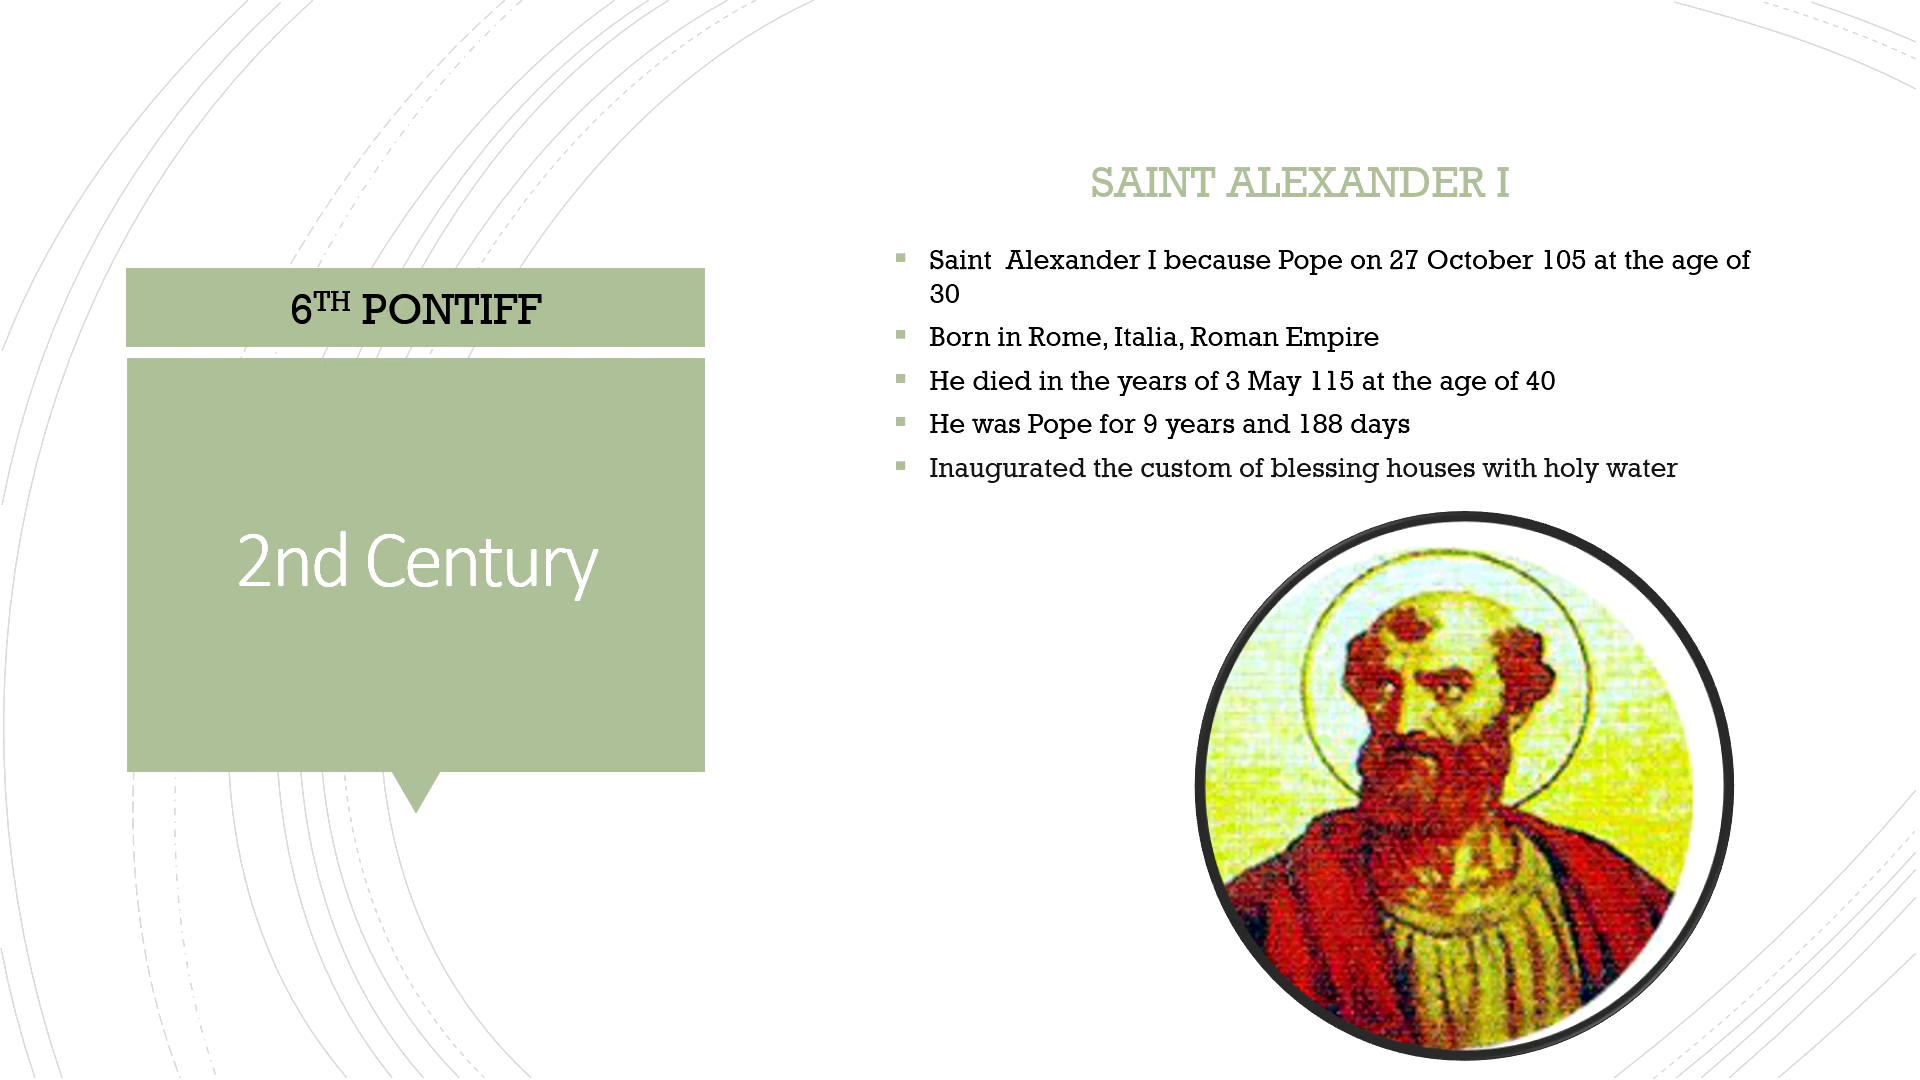 6TH PONTIFF
2nd Century
SAINT ALEXANDER I
Saint  Alexander I because Pope on 27 October 105 at the age of
30
Born in Rome, Italia, Roman Empire
He died in the years of 3 May 115 at the age of 40
He was Pope for 9 years and 188 days
Inaugurated the custom of blessing houses with holy water